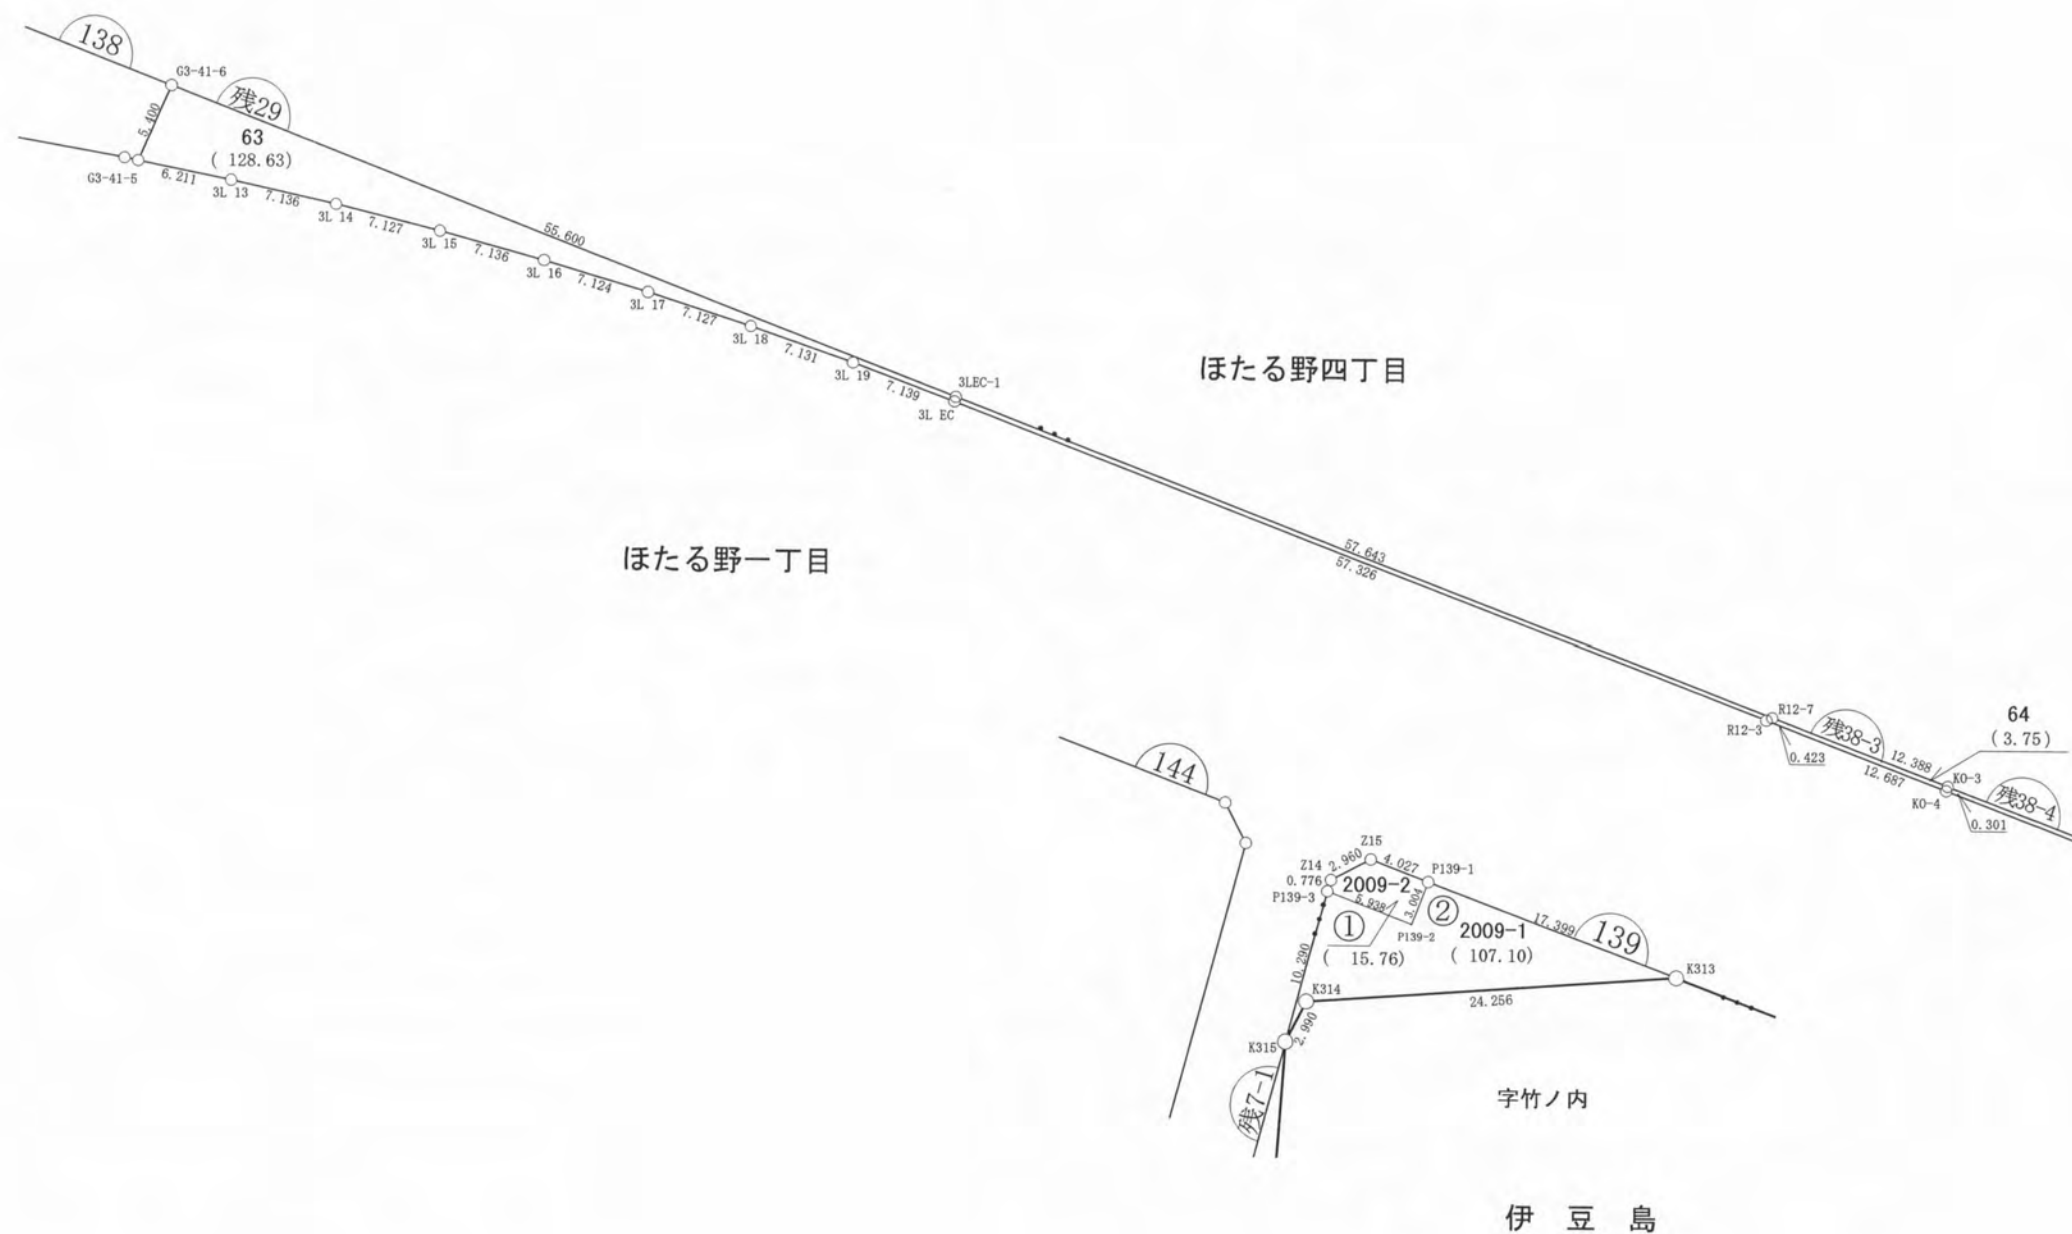 138
G3-41-6
残29
5.400
63
( 128.63)
G3-41-5
6.211
3L 13
7.136
3L 14
7.127
3L 15
7.136
3L 16
7.124
3L 17
7.127
3L 18
7.131
3L 19
7.139
55.600
3LEC-1
3L EC
ほたる野四丁目
ほたる野一丁目
57.643
57.326
R12-7
R12-3
0.423
残38-3
12.388
12.687
64
( 3.75)
KO-3
KO-4
残38-4
0.301
144
Z15
2.960
4.027
Z14
P139-1
0.776
2009-2
P139-3
5.938
3.004
①
②
P139-2
2009-1
17.399
139
( 15.76)
( 107.10)
10.290
K313
K314
24.256
2.990
K315
残7-1
字竹ノ内
伊 豆 島